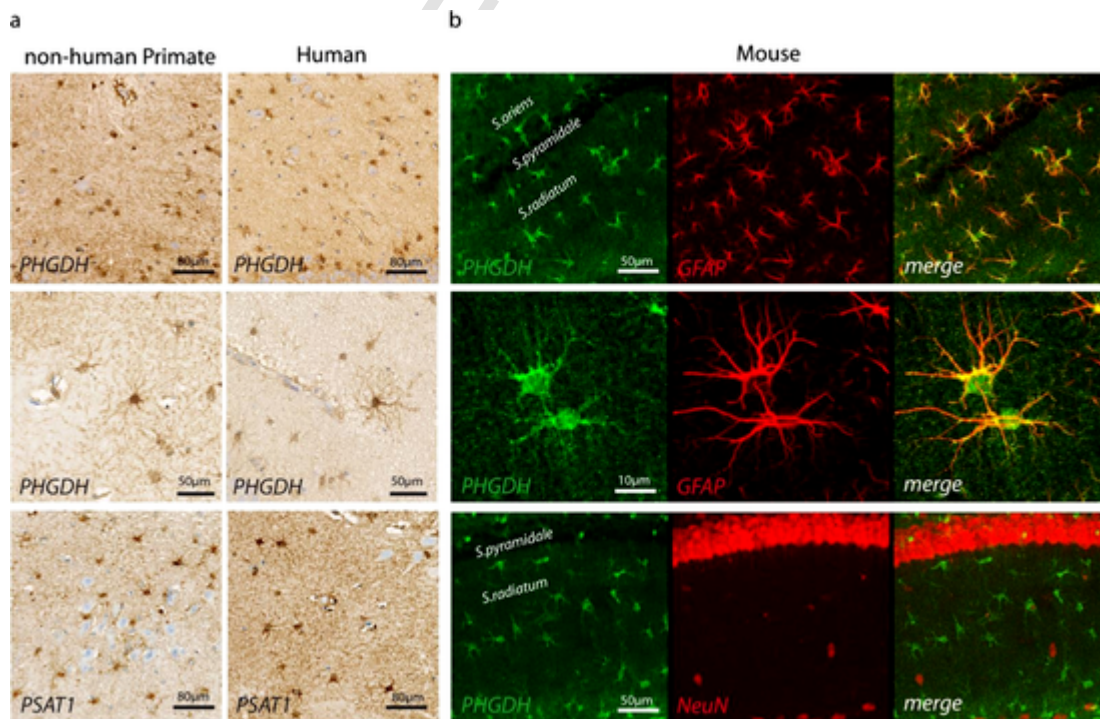 a
b
non-human Primate
Human
Mouse
PHGDH
80µm
PHGDH
80µm
S.oriens
S.pyramidale
S.radiatum
PHGDH
50µm
GFAP
merge
PHGDH
50µm
PHGDH
50µm
PHGDH
10µm
GFAP
merge
PSAT1
80µm
PSAT1
80µm
S.pyramidale
S.radiatum
PHGDH
50µm
NeuN
merge